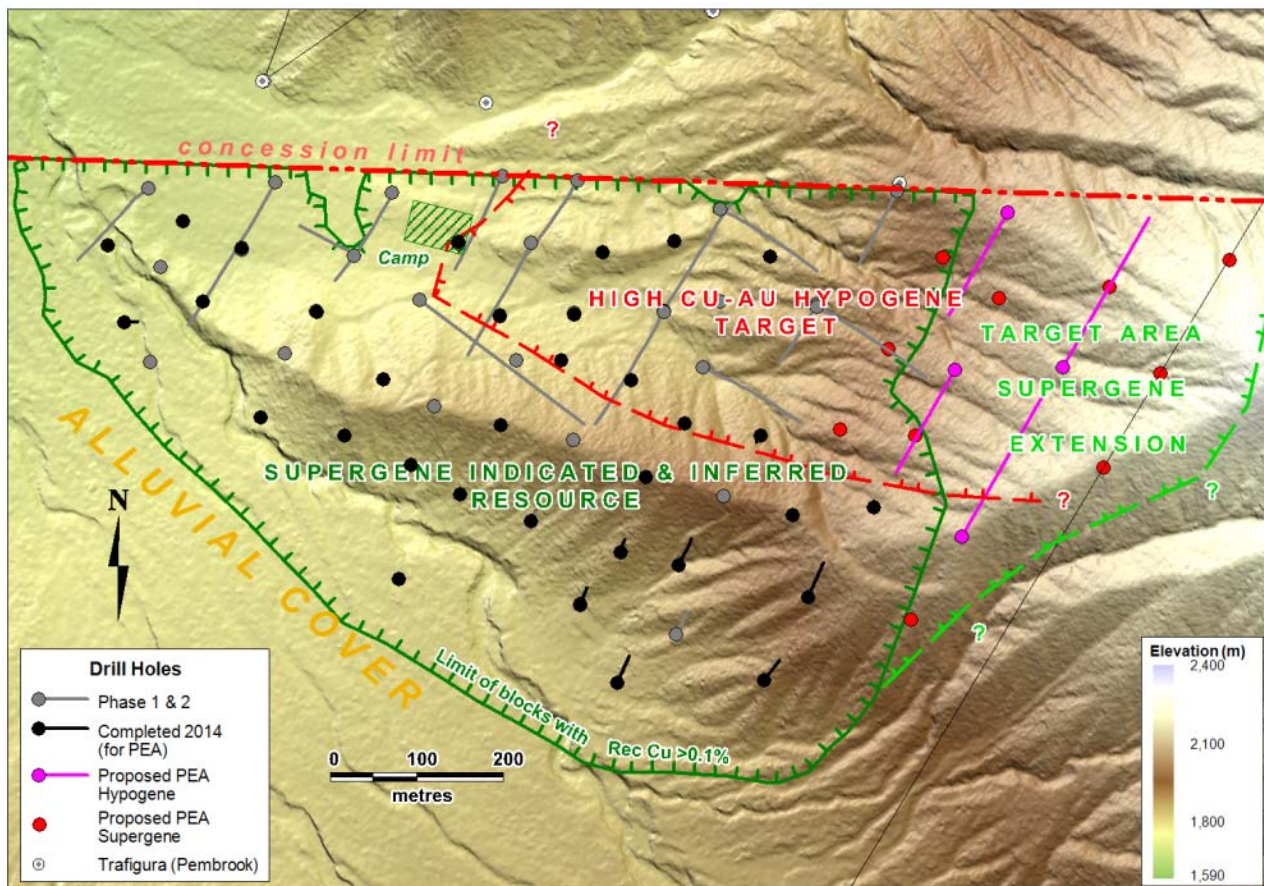 ?
concession limit
Camp
HIGH CU-AU HYPOGENE
TARGET
TARGET AREA
SUPERGENE
EXTENSION
SUPERGENE INDICATED & INFERRED
RESOURCE
?
?
?
N
ALLUVIAL COVER
Limit of blocks with Rec Cu >0.1%
0 100 200
metres
Drill Holes
Phase 1 & 2
Completed 2014
(for PEA)
Proposed PEA
Hypogene
Proposed PEA
Supergene
Trafigura (Pembrook)
Elevation (m)
2,400
2,100
1,800
1,590